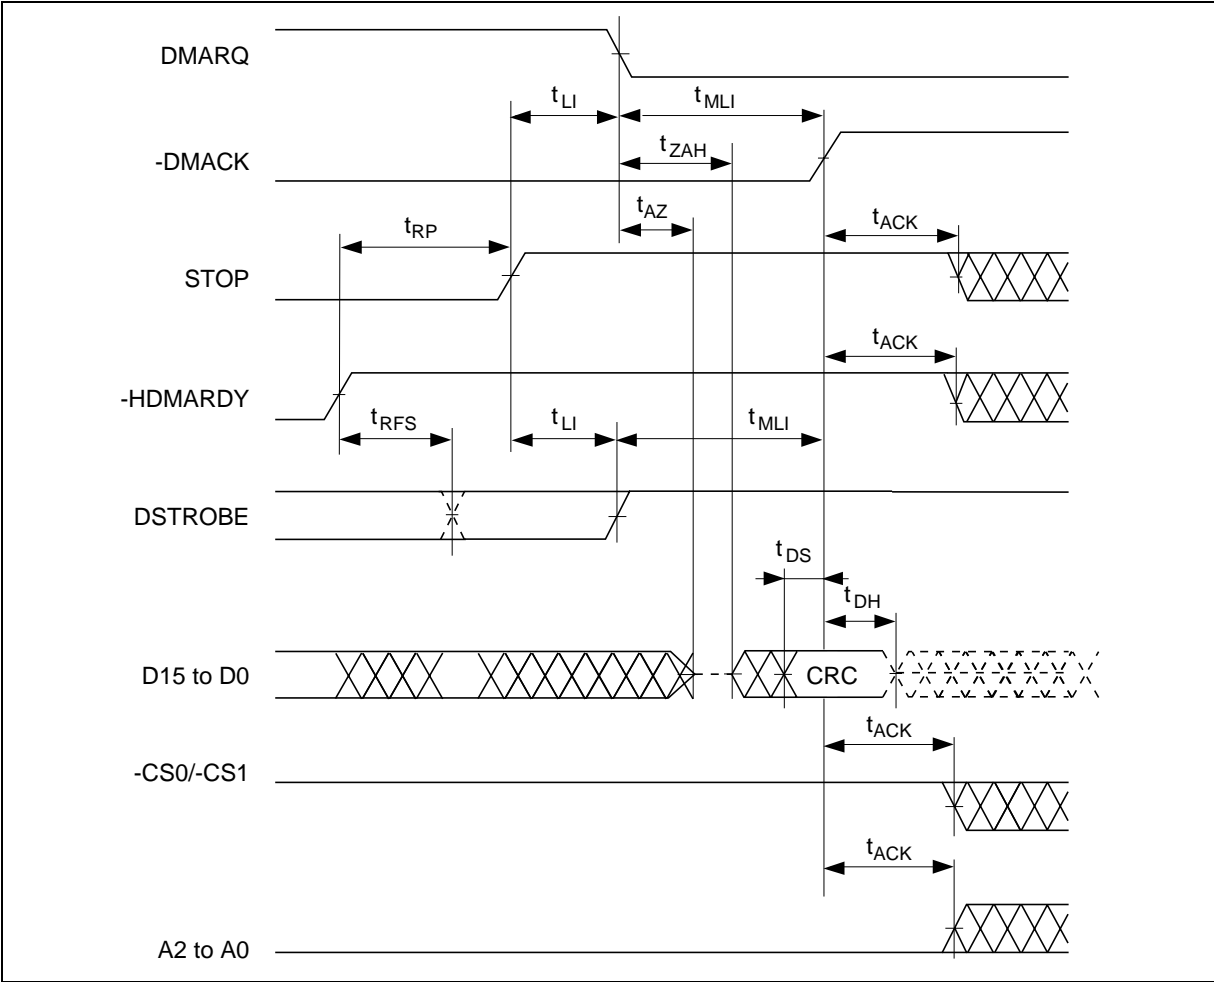 DMARQ
tLI
tMLI
tZAH
-DMACK
tAZ
tRP
tACK
STOP
tACK
-HDMARDY
tRFS
tLI
tMLI
DSTROBE
tDS
tDH
D15 to D0
CRC
tACK
-CS0/-CS1
tACK
A2 to A0